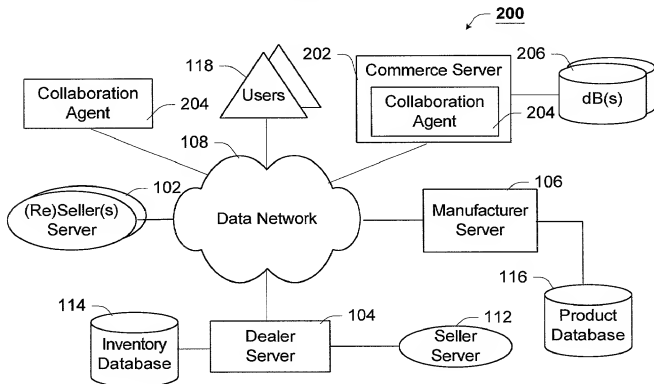 200
118
202
206
Commerce Server
Collaboration
Agent
204
Users
Collaboration
Agent
204
dB(s)
108
102
(Re)Seller(s)
Server
Data Network
106
Manufacturer
Server
116
Product
Database
114
Inventory
Database
104
Dealer
Server
112
Seller
Server